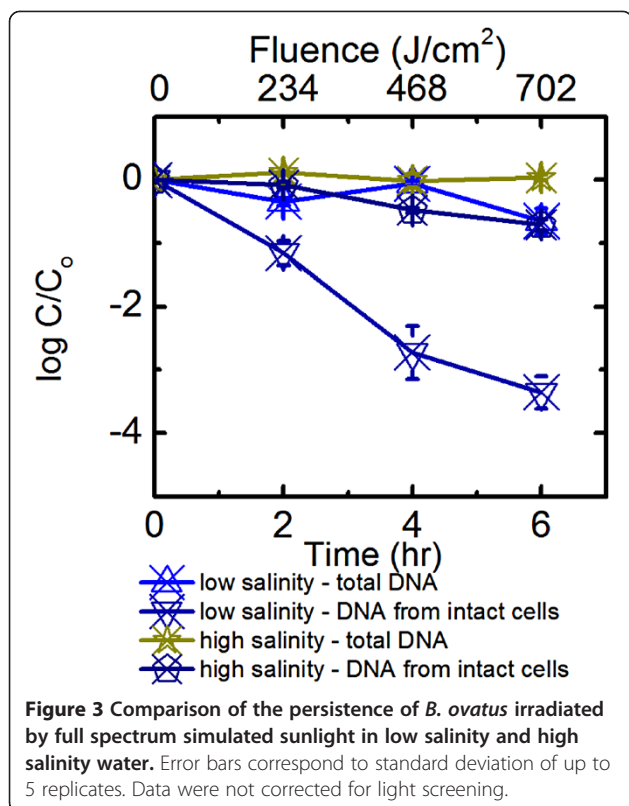 Fluence (J/cm²)
0 234 468 702
0
-2
-4
log C/C₀
0 2 4 6
Time (hr)
low salinity - total DNA
low salinity - DNA from intact cells
high salinity - total DNA
high salinity - DNA from intact cells
Figure 3 Comparison of the persistence of B. ovatus irradiated
by full spectrum simulated sunlight in low salinity and high
salinity water. Error bars correspond to standard deviation of up to
5 replicates. Data were not corrected for light screening.